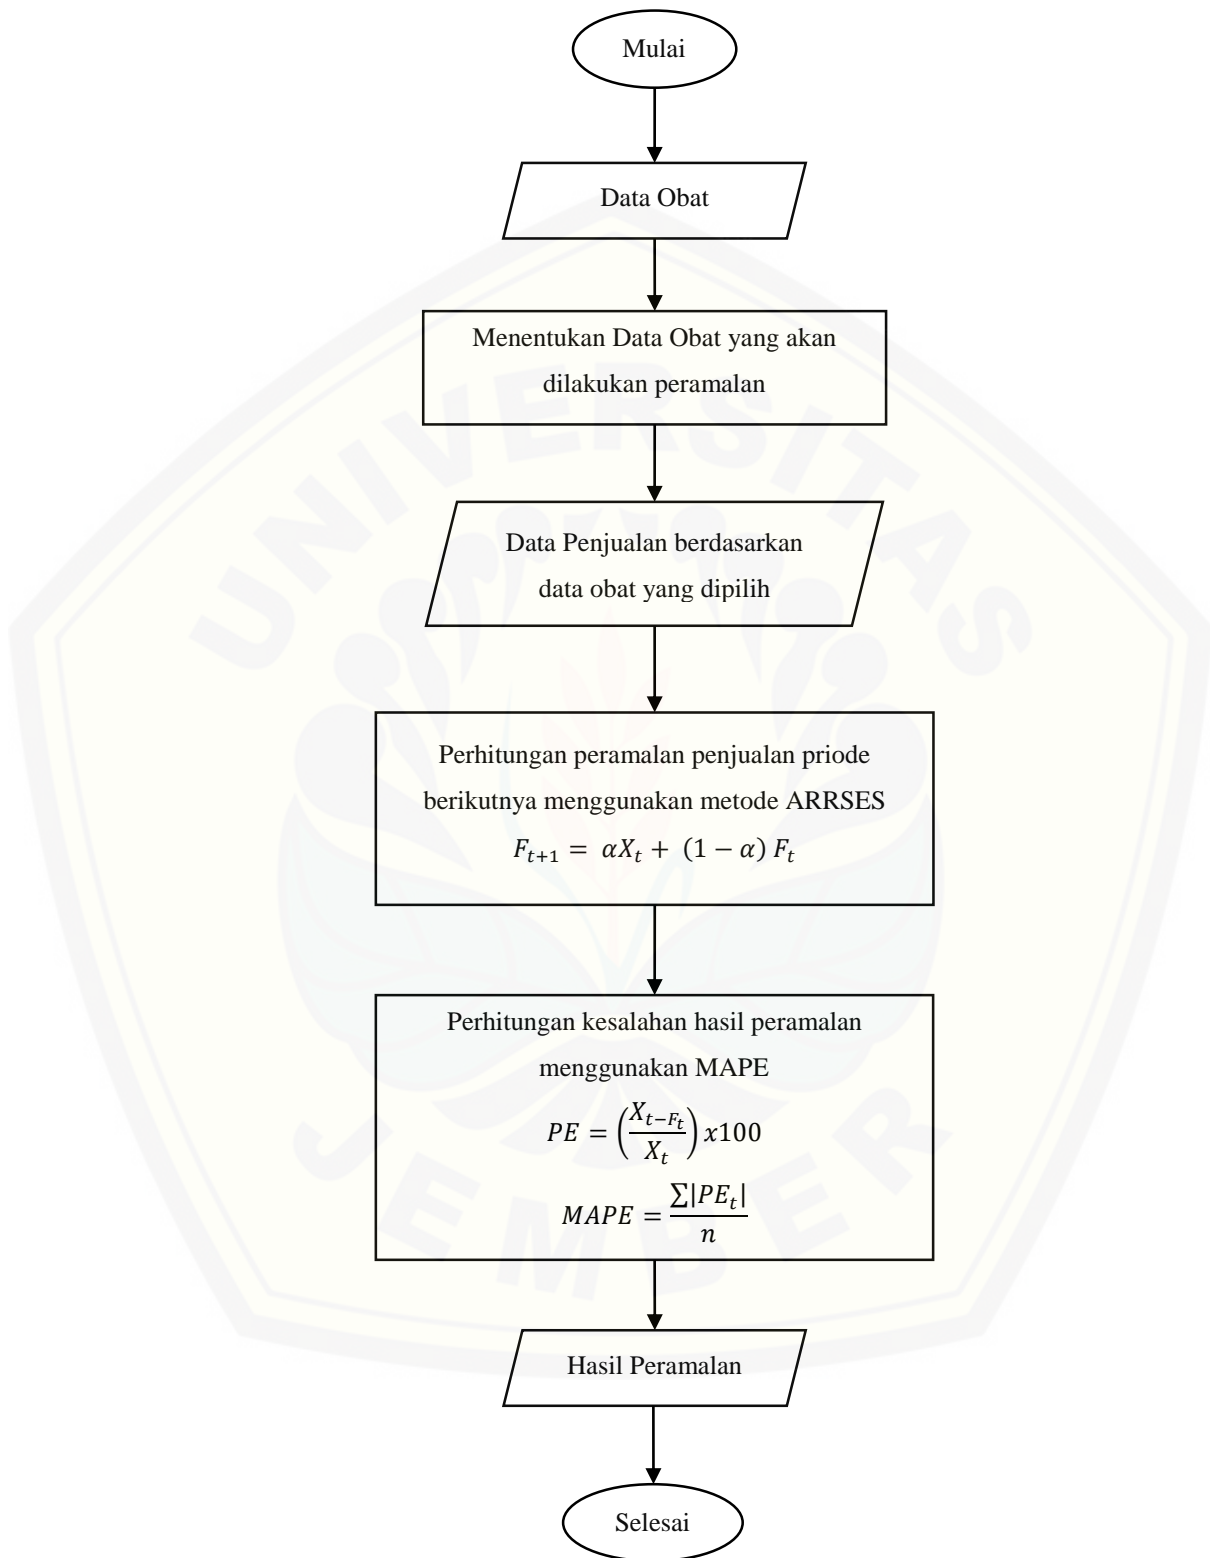 Mulai
Data Obat
Menentukan Data Obat yang akan
dilakukan peramalan
Data Penjualan berdasarkan
data obat yang dipilih
Perhitungan peramalan penjualan priode
berikutnya menggunakan metode ARRSES
F_{t+1} = αX_t + (1 − α) F_t
Perhitungan kesalahan hasil peramalan
menggunakan MAPE
PE = (X_{t−F_t} / X_t) x100
MAPE = ∑|PE_t| / n
Hasil Peramalan
Selesai
UNIVERSITAS
JEMBER